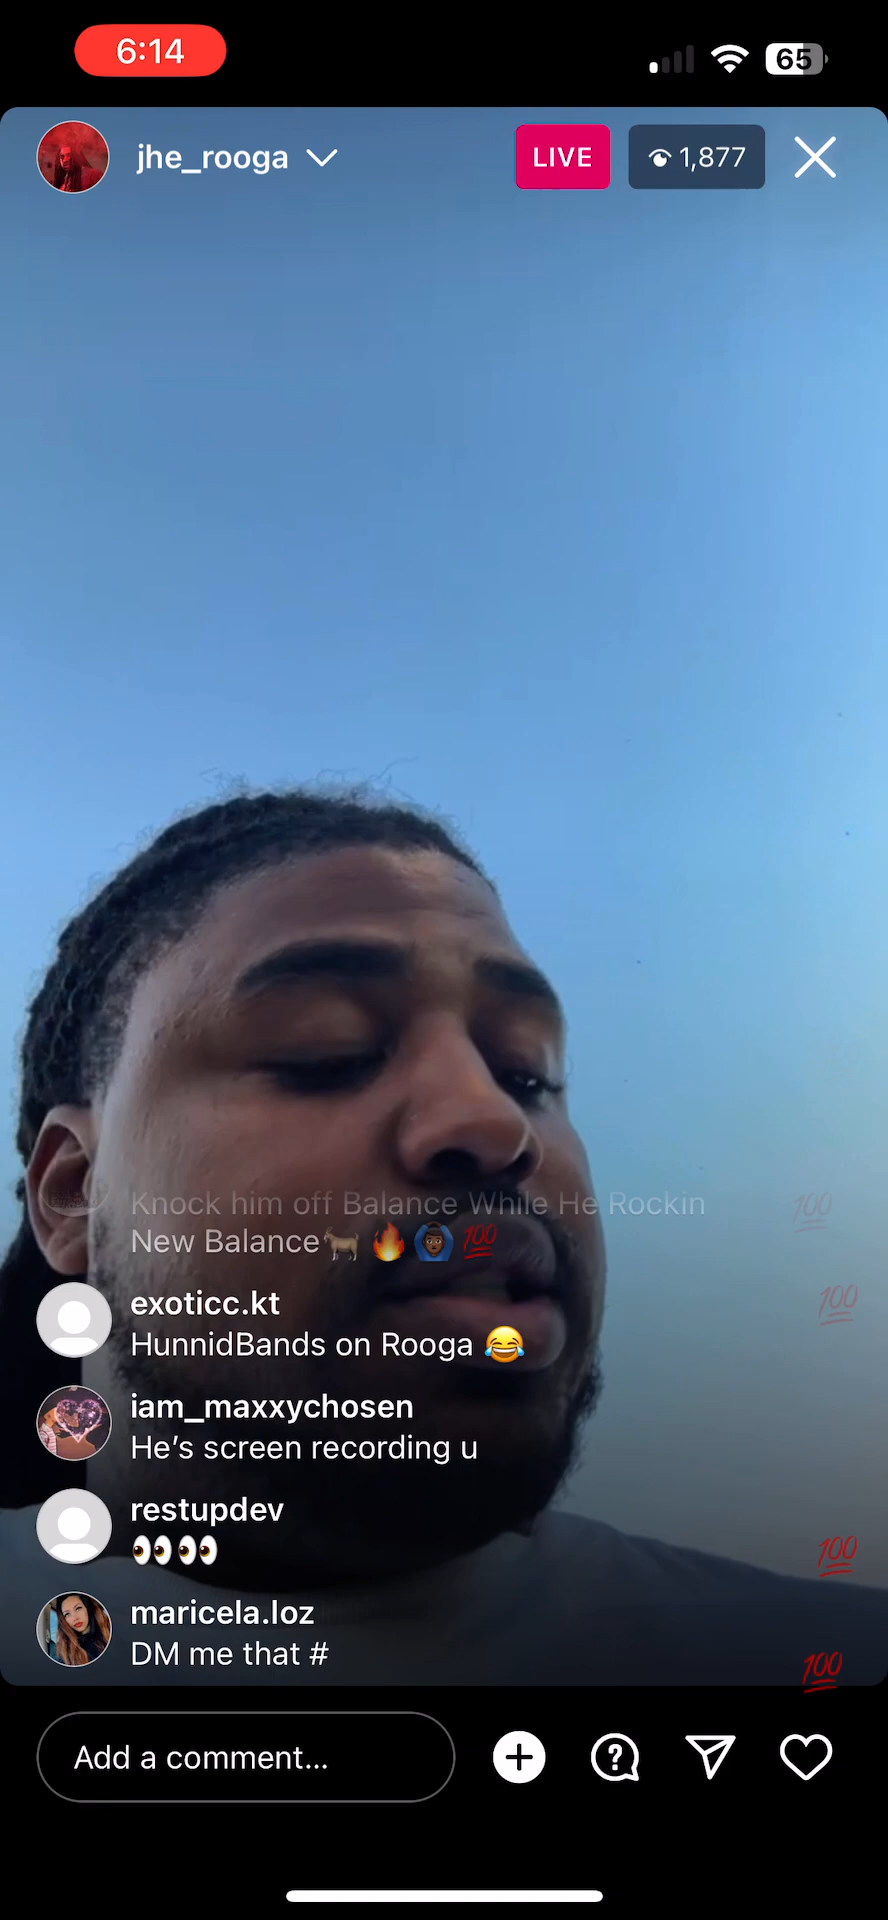 6:14
65
jhe_rooga
LIVE
1,877
Knock him off Balance While He Rockin
New Balance🐐🔥🙆🏾‍♂️💯
exoticc.kt
HunnidBands on Rooga 😂
iam_maxxychosen
He’s screen recording u
restupdev
👀👀
maricela.loz
DM me that #
Add a comment...